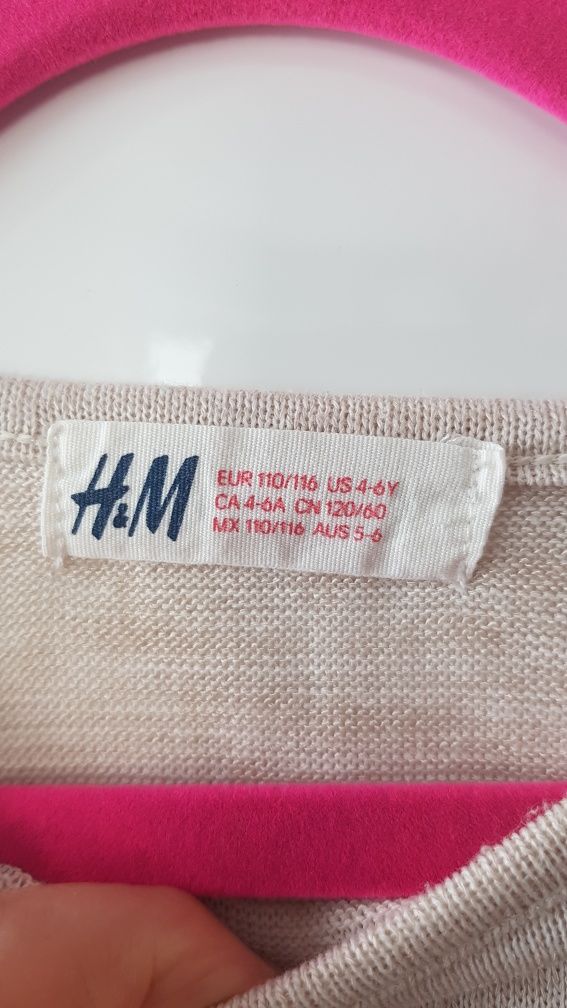 H&M
EUR 110/116 US 4-6Y
CA 4-6A CN 120/60
MX 110/116 AUS 5-6